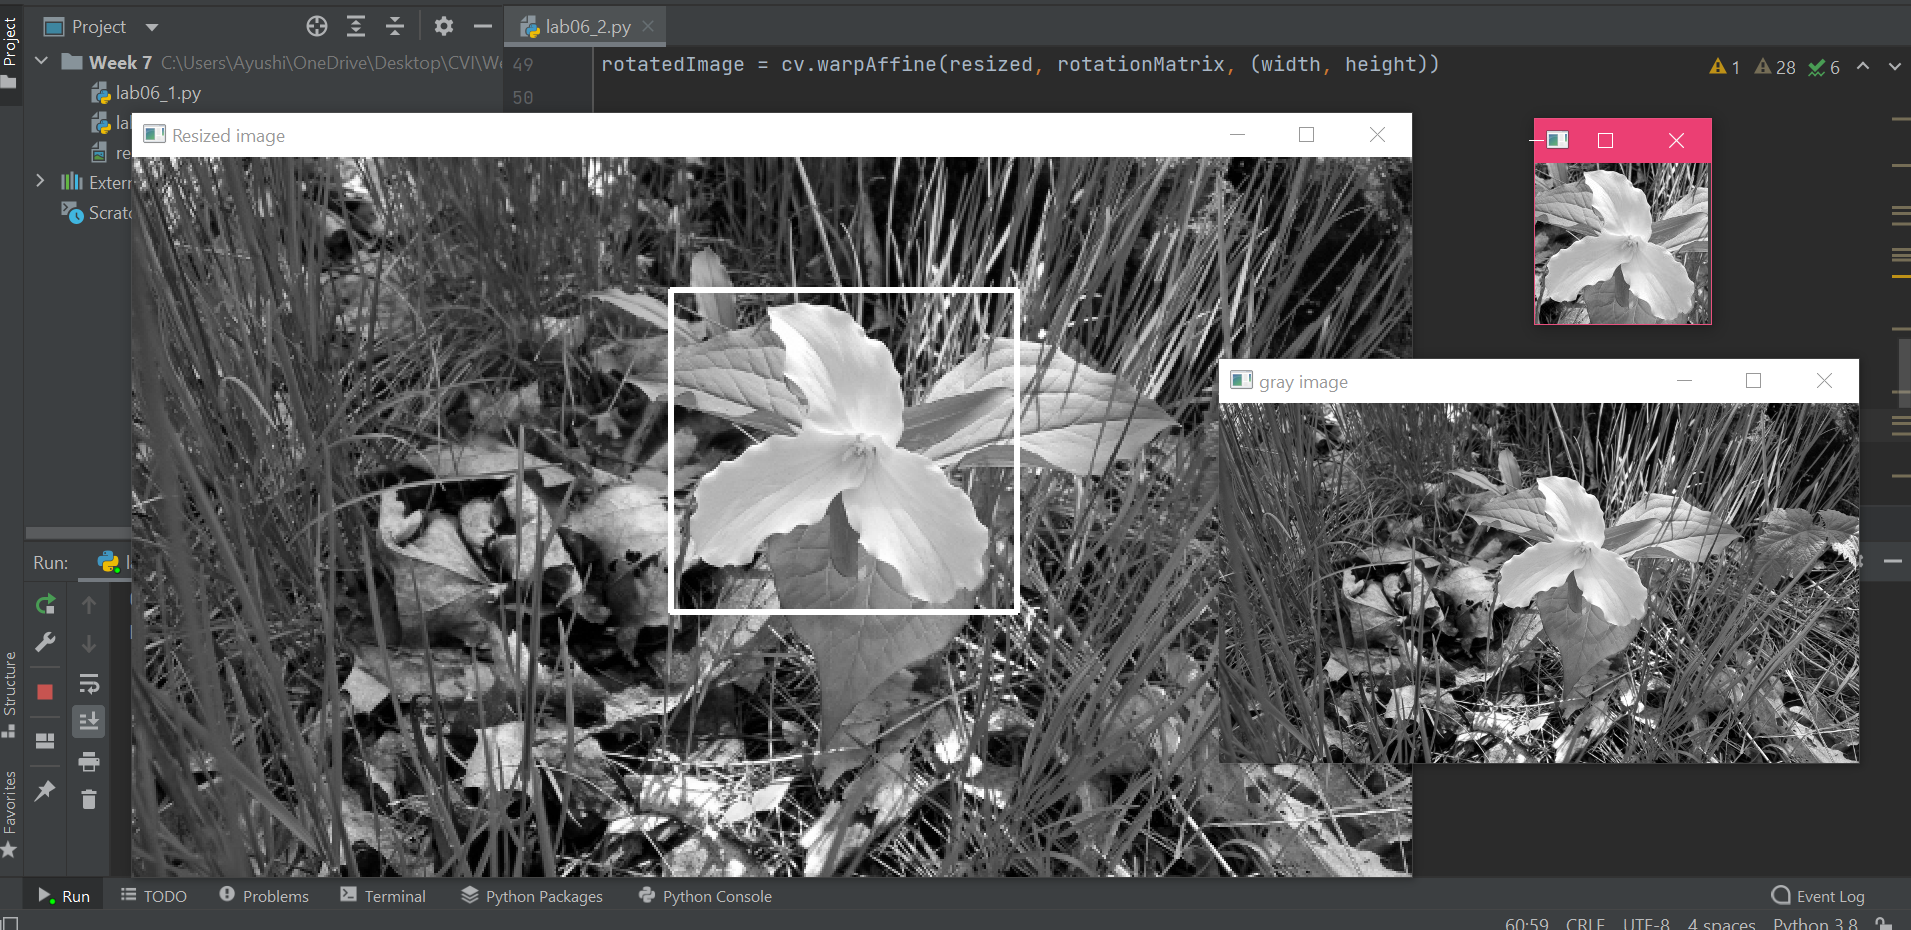 Project
Project
lab06_2.py
Week 7 C:\Users\Ayushi\OneDrive\Desktop\CVI\We
49
rotatedImage = cv.warpAffine(resized, rotationMatrix, (width, height))
1 28 6
lab06_1.py
50
la
Resized image
re
Extern
Scratc
gray image
Run:
Structure
Favorites
Run
TODO
Problems
Terminal
Python Packages
Python Console
Event Log
60:59 CRLF UTF-8 4 spaces Python 3.8